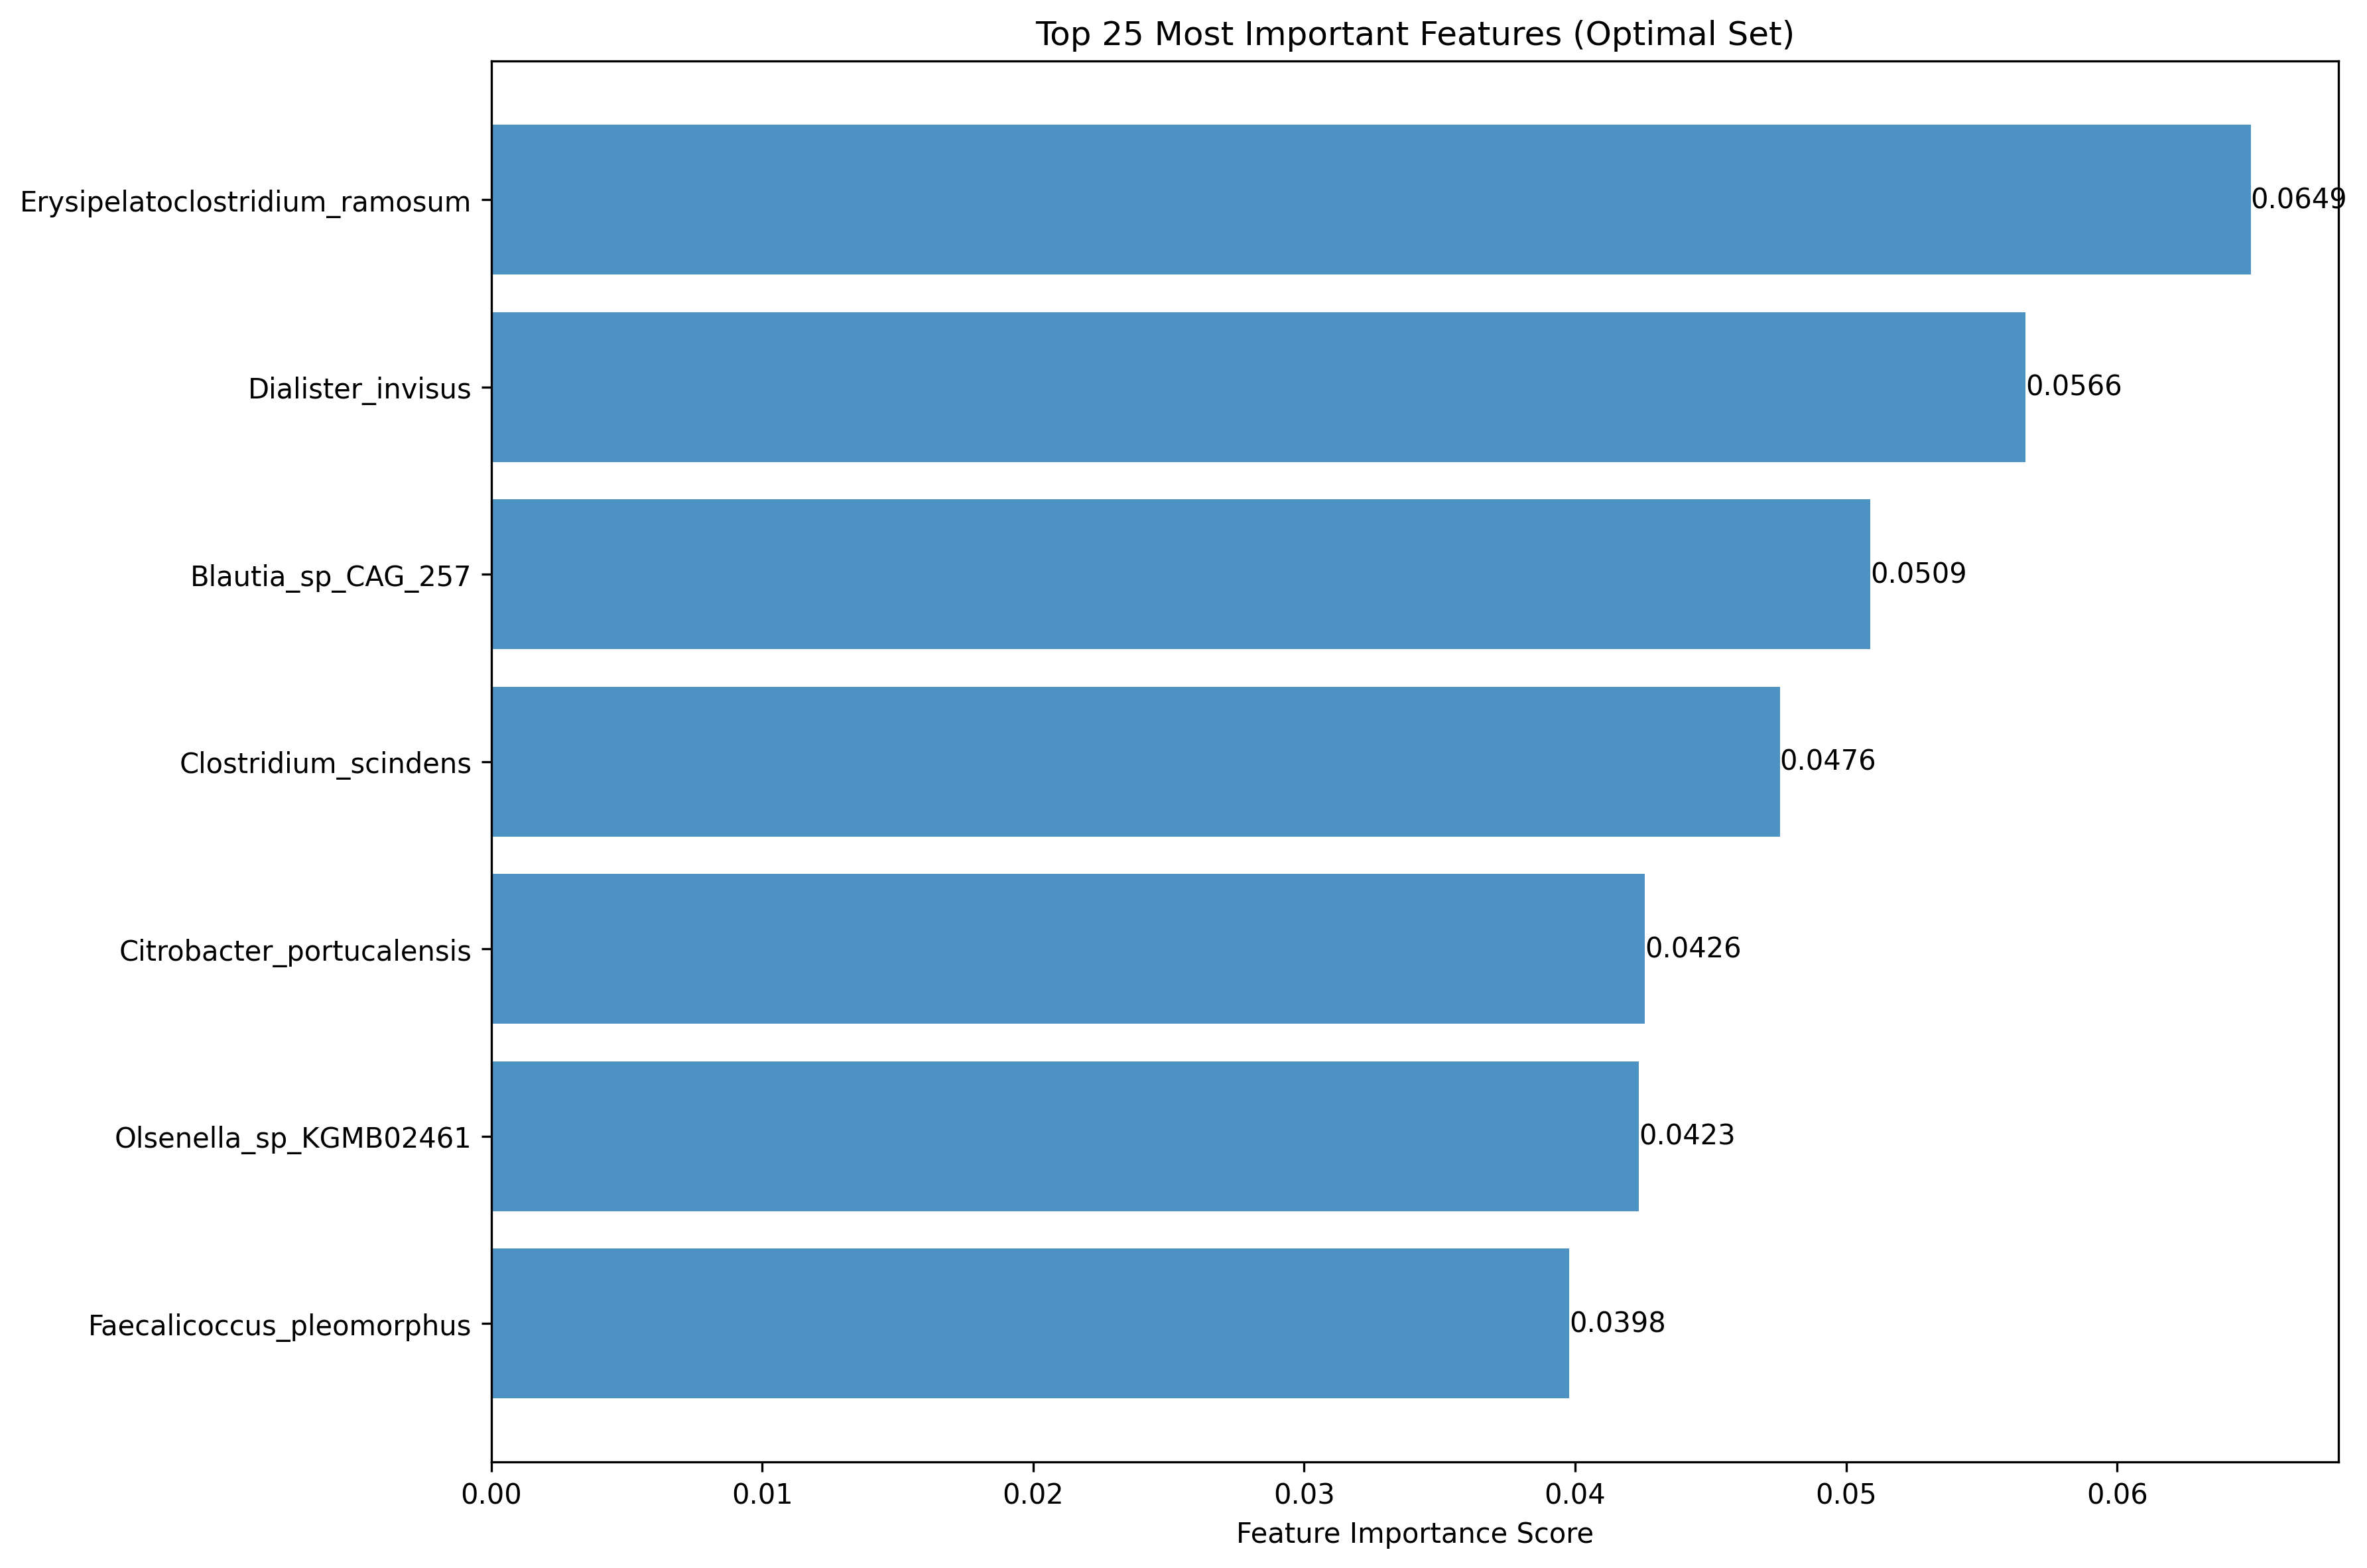 Top 25 Most Important Features (Optimal Set)
Erysipelatoclostridium_ramosum
0.0649
Dialister_invisus
0.0566
Blautia_sp_CAG_257
0.0509
Clostridium_scindens
0.0476
Citrobacter_portucalensis
0.0426
Olsenella_sp_KGMB02461
0.0423
Faecalicoccus_pleomorphus
0.0398
0.00 0.01 0.02 0.03 0.04 0.05 0.06
Feature Importance Score